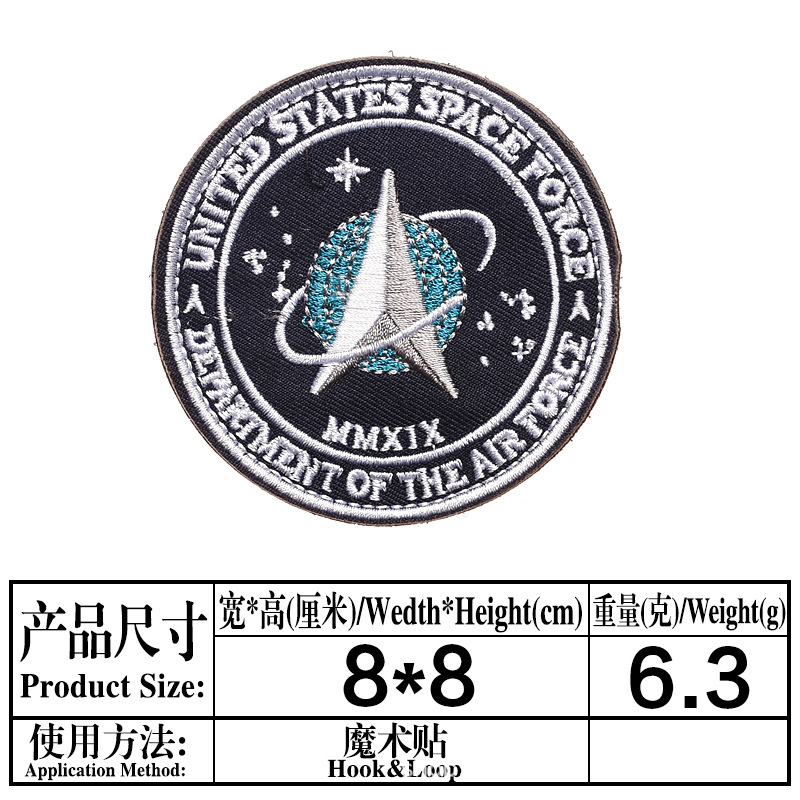 UNITED STATES SPACE FORCE
MMXIX
DEPARTMENT OF THE AIR FORCE
产品尺寸
Product Size:
宽*高(厘米)/Wedth*Height(cm)
重量(克)/Weight(g)
8*8
6.3
使用方法:
Application Method:
魔术贴
Hook&Loop